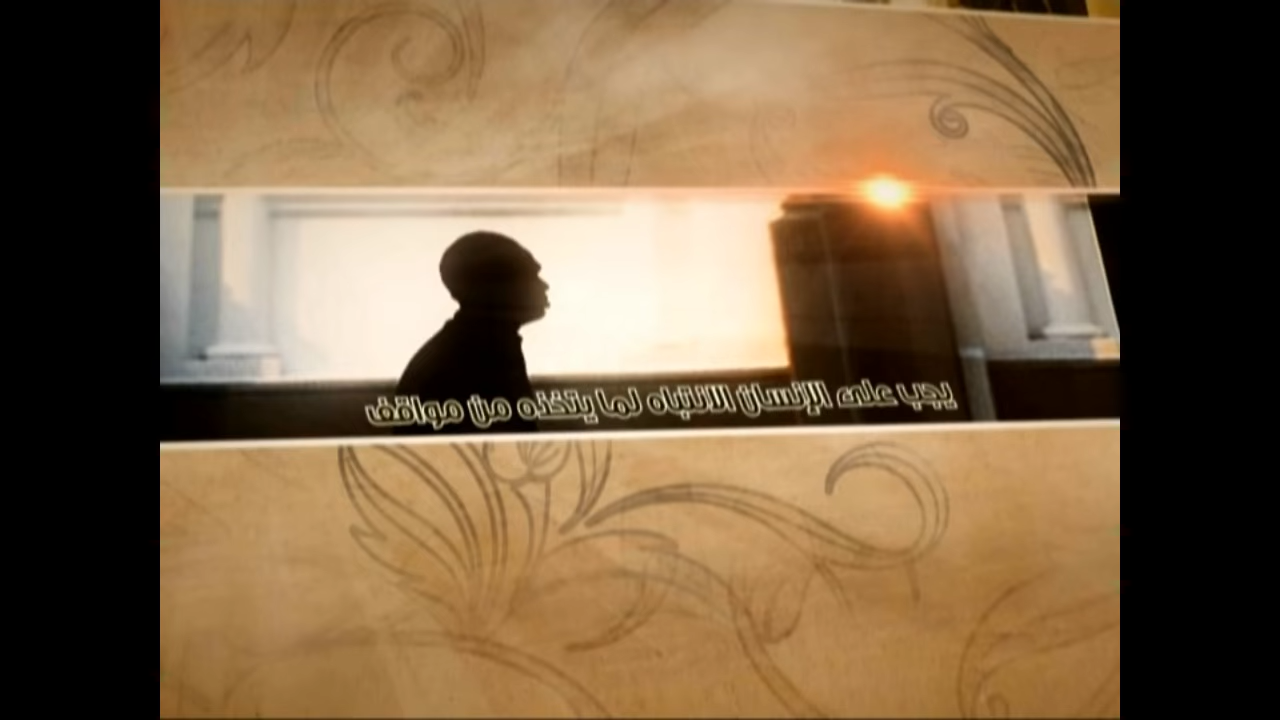 يجب على الإنسان الانتباه لما يتخذه من مواقف